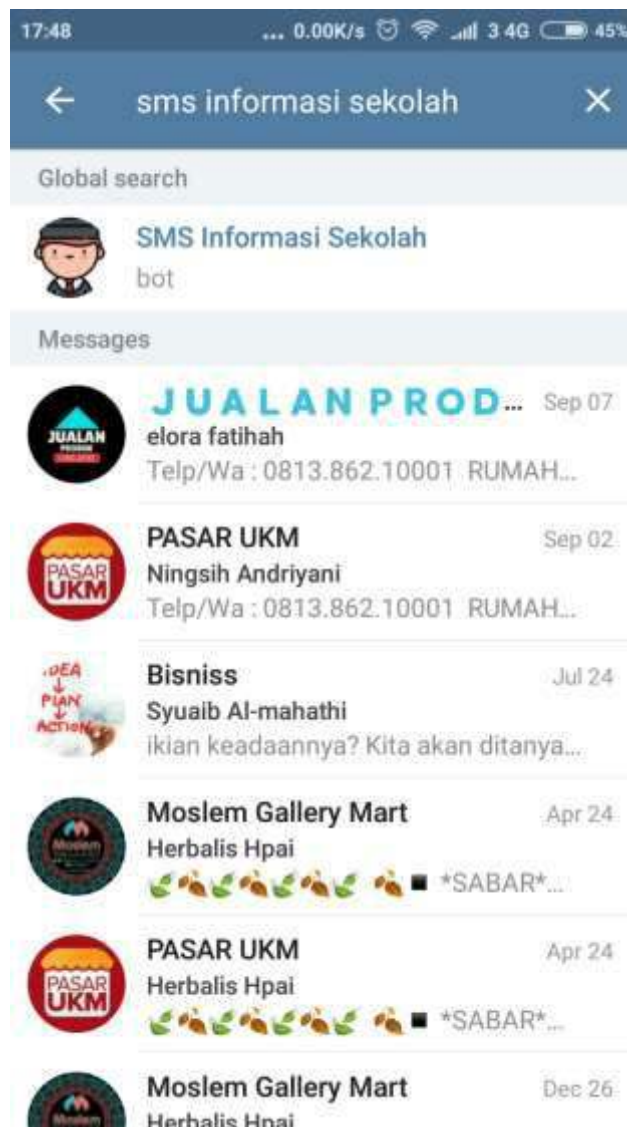 17:48 ... 0.00K/s 3 4G 45%
sms informasi sekolah
Global search
SMS Informasi Sekolah
bot
Messages
JUALAN
PRODUK
JUALAN PROD... Sep 07
elora fatihah
Telp/Wa : 0813.862.10001 RUMAH...
PASAR
UKM
PASAR UKM Sep 02
Ningsih Andriyani
Telp/Wa : 0813.862.10001 RUMAH...
IDEA
PLAN
ACTION
Bisniss Jul 24
Syuaib Al-mahathi
ikian keadaannya? Kita akan ditanya...
Moslem
Moslem Gallery Mart Apr 24
Herbalis Hpai
*SABAR*...
PASAR
UKM
PASAR UKM Apr 24
Herbalis Hpai
*SABAR*...
Moslem
Moslem Gallery Mart Dec 26
Herbalis Hpai